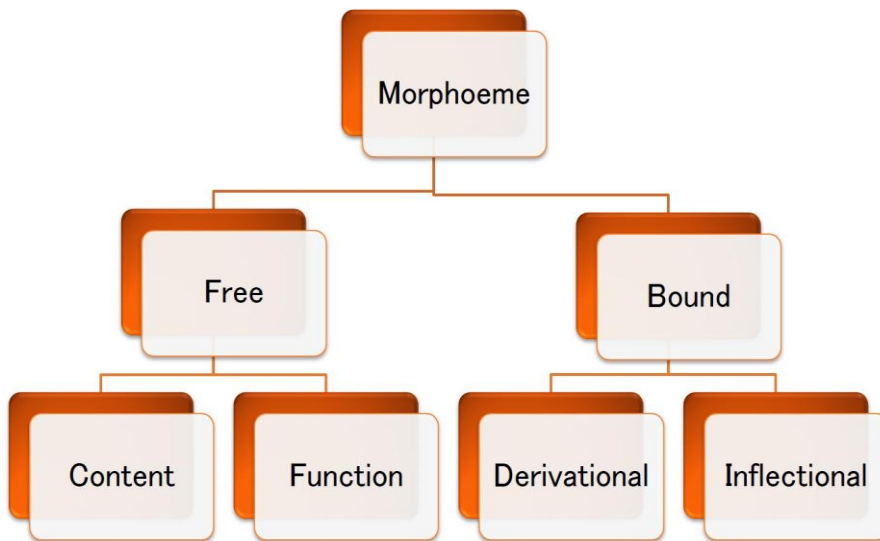 Morphoeme
Free
Bound
Content
Function
Derivational
Inflectional